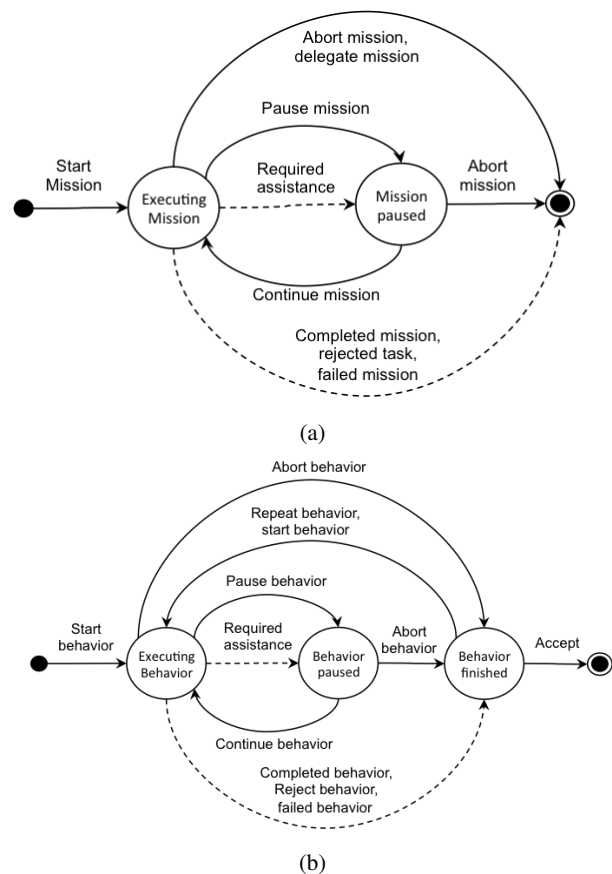 Abort mission,
delegate mission
Pause mission
Start
Mission
Required
assistance
Abort
mission
Executing
Mission
Mission
paused
Continue mission
Completed mission,
rejected task,
failed mission
(a)
Abort behavior
Repeat behavior,
start behavior
Pause behavior
Start
behavior
Required
assistance
Abort
behavior
Accept
Executing
Behavior
Behavior
paused
Behavior
finished
Continue behavior
Completed behavior,
Reject behavior,
failed behavior
(b)